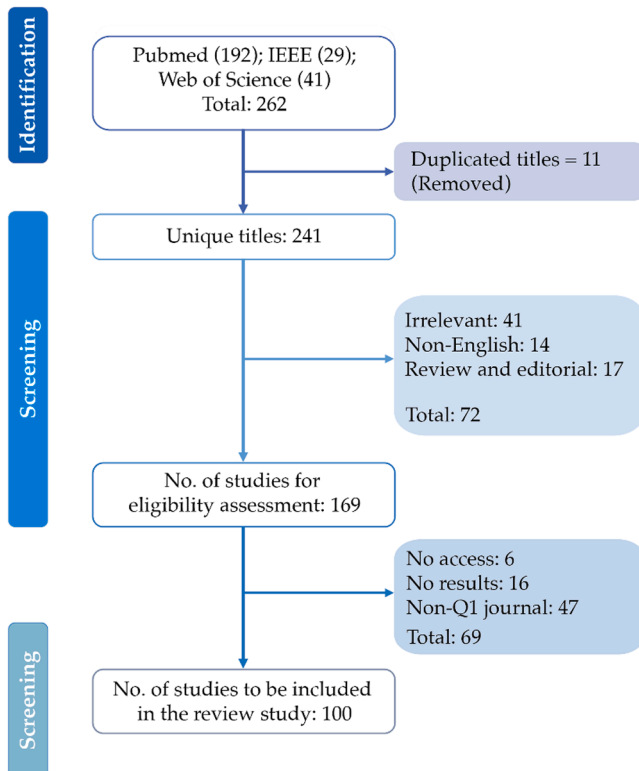 Identification
Pubmed (192); IEEE (29);
Web of Science (41)
Total: 262
Duplicated titles = 11
(Removed)
Screening
Unique titles: 241
Irrelevant: 41
Non-English: 14
Review and editorial: 17
Total: 72
No. of studies for
eligibility assessment: 169
No access: 6
No results: 16
Non-Q1 journal: 47
Total: 69
Screening
No. of studies to be included
in the review study: 100